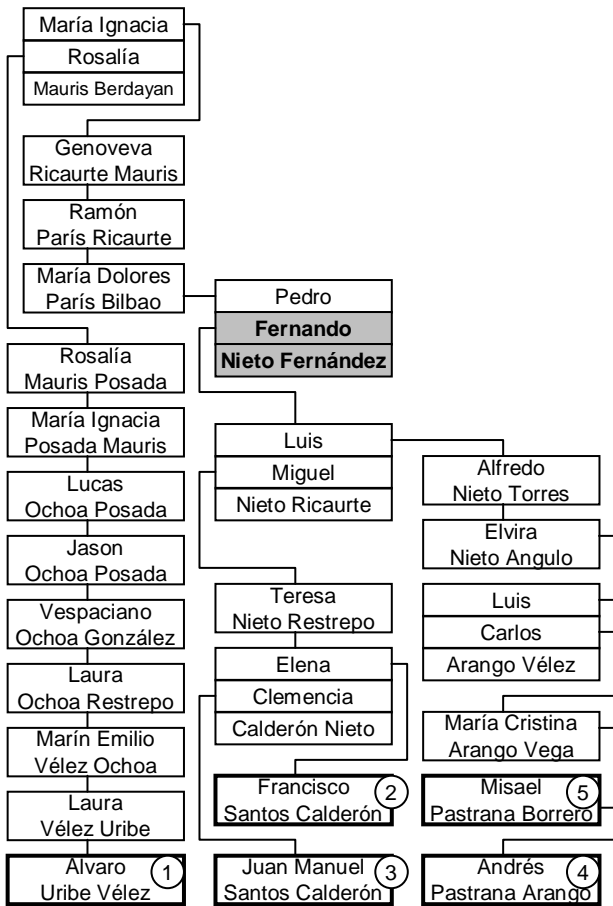 María Ignacia
Rosalía
Mauris Berdayan
Genoveva
Ricaurte Mauris
Ramón
París Ricaurte
María Dolores
París Bilbao
Rosalía
Mauris Posada
María Ignacia
Posada Mauris
Lucas
Ochoa Posada
Jason
Ochoa Posada
Vespaciano
Ochoa González
Laura
Ochoa Restrepo
Marín Emilio
Vélez Ochoa
Laura
Vélez Uribe
Alvaro 1
Uribe Vélez
Pedro
Fernando
Nieto Fernández
Luis
Miguel
Nieto Ricaurte
Teresa
Nieto Restrepo
Elena
Clemencia
Calderón Nieto
Francisco 2
Santos Calderón
Juan Manuel 3
Santos Calderón
Alfredo
Nieto Torres
Elvira
Nieto Angulo
Luis
Carlos
Arango Vélez
María Cristina
Arango Vega
Misael 5
Pastrana Borrero
Andrés 4
Pastrana Arango